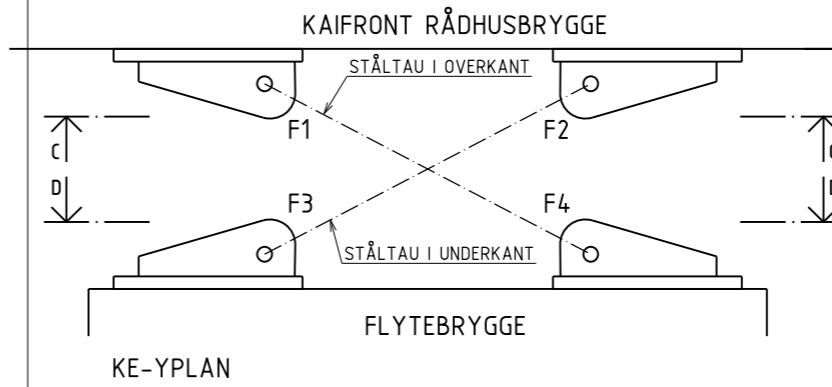 KAIFRONT RÅDHUSBRYGGE
STÅLTAU I OVERKANT
F1
F2
C
D
F3
F4
STÅLTAU I UNDERKANT
FLYTEBRYGGE
KE-YPLAN